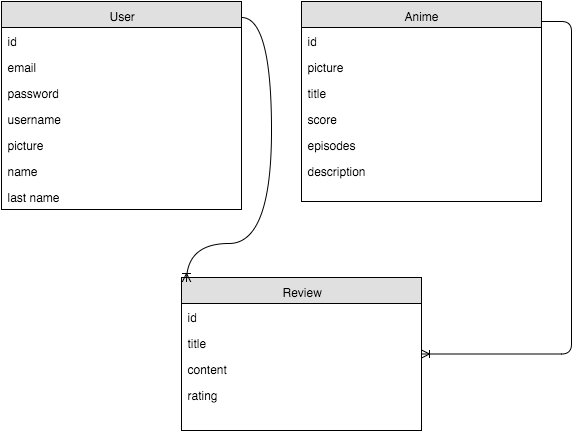 User
id
email
password
username
picture
name
last name
Anime
id
picture
title
score
episodes
description
Review
id
title
content
rating